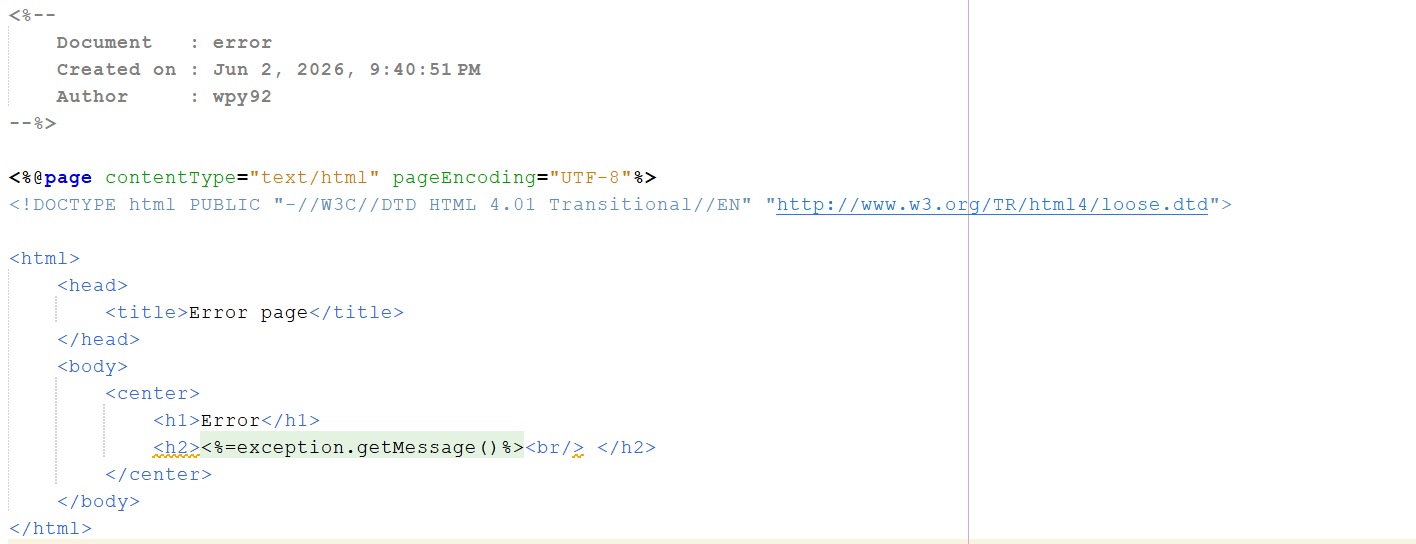 <%--
    Document   : error
    Created on : Jun 2, 2026, 9:40:51 PM
    Author     : wpy92
--%>

<%@page contentType="text/html" pageEncoding="UTF-8"%>
<!DOCTYPE html PUBLIC "-//W3C//DTD HTML 4.01 Transitional//EN" "http://www.w3.org/TR/html4/loose.dtd">

<html>
    <head>
        <title>Error page</title>
    </head>
    <body>
        <center>
            <h1>Error</h1>
            <h2><%=exception.getMessage()%><br/> </h2>
        </center>
    </body>
</html>